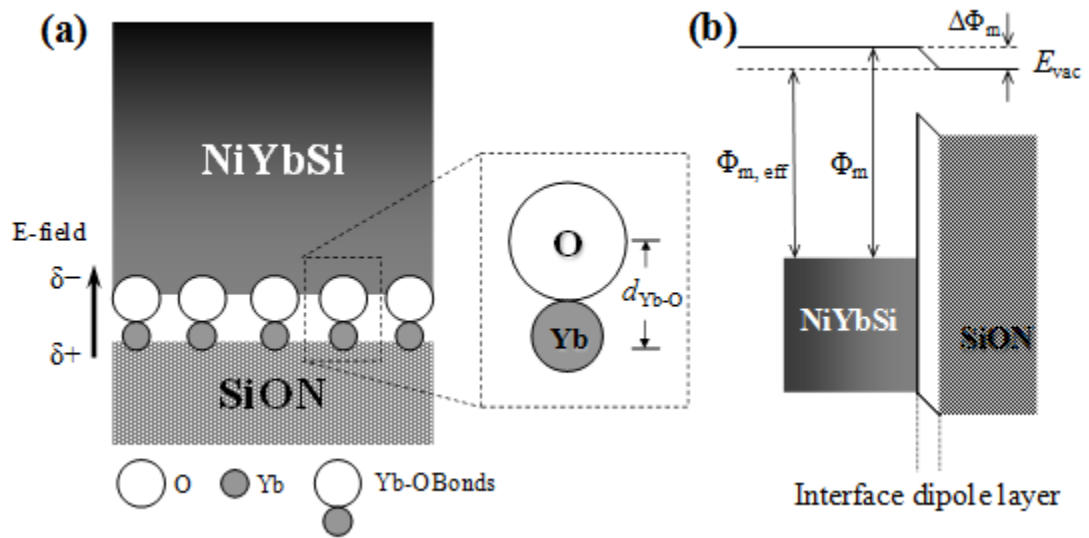 (a)
NiYbSi
E-field
δ−
δ+
SiON
O
Yb
dYb-O
O
Yb
Yb-OBonds
(b)
ΔΦm
Evac
Φm, eff
Φm
NiYbSi
SiON
Interface dipole layer